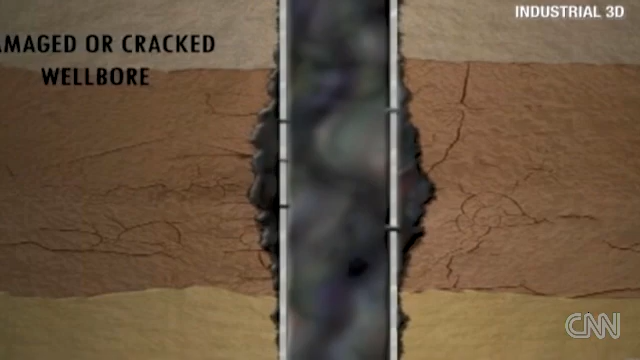 INDUSTRIAL 3D
AMAGED OR CRACKED
WELLBORE
CNN